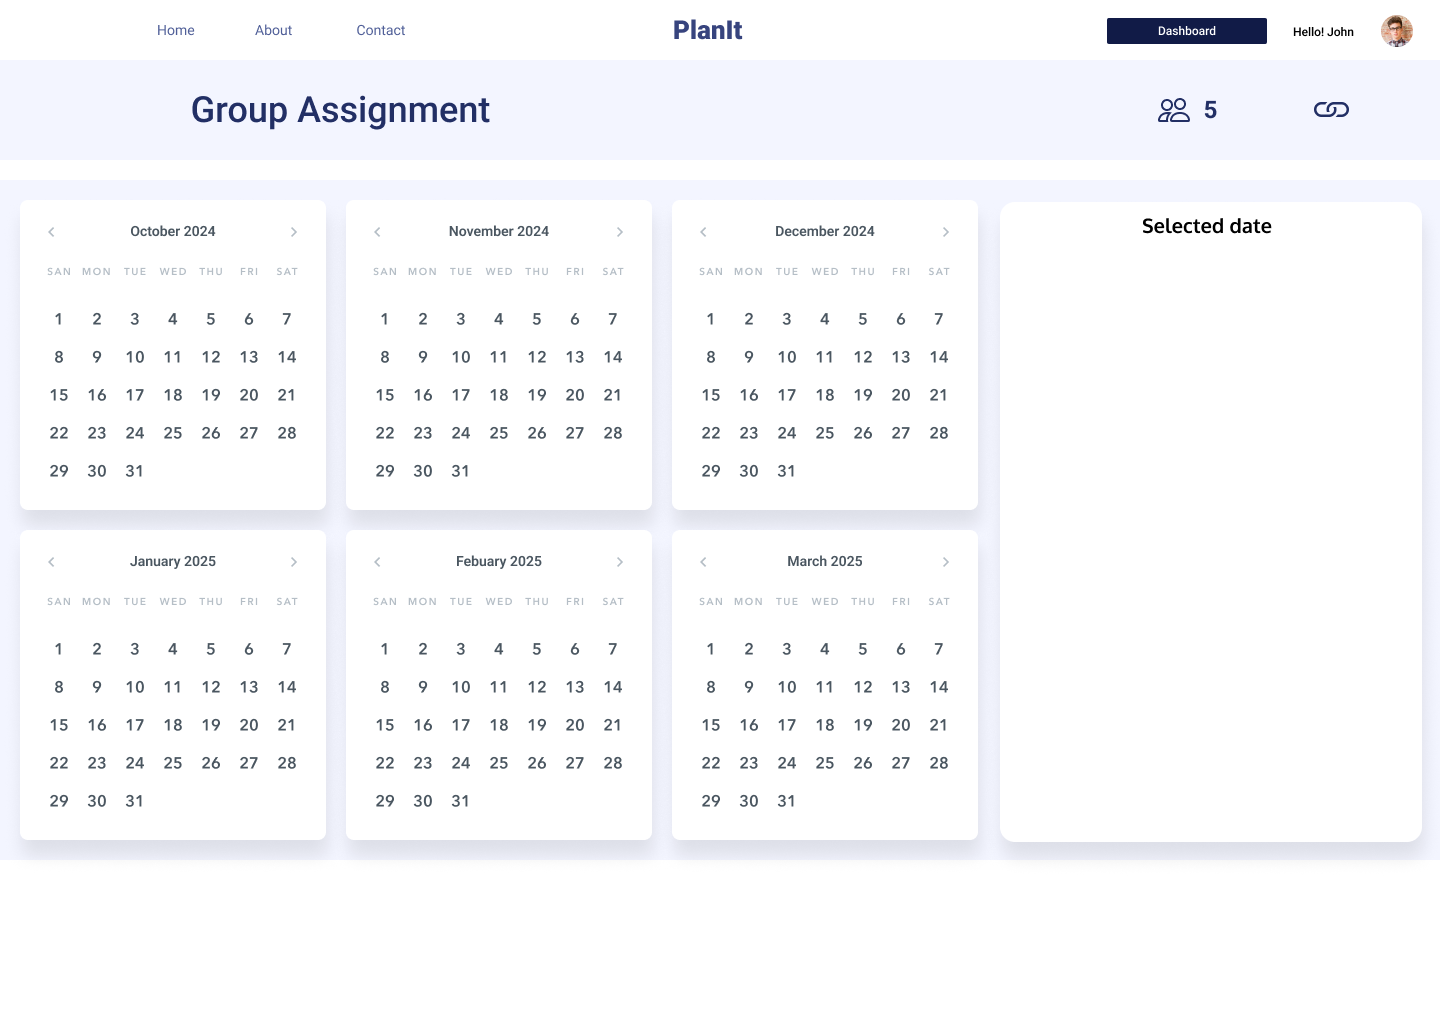 Home About Contact PlanIt Dashboard Hello! John
Group Assignment 5
October 2024
SAN MON TUE WED THU FRI SAT
1 2 3 4 5 6 7
8 9 10 11 12 13 14
15 16 17 18 19 20 21
22 23 24 25 26 27 28
29 30 31
November 2024
SAN MON TUE WED THU FRI SAT
1 2 3 4 5 6 7
8 9 10 11 12 13 14
15 16 17 18 19 20 21
22 23 24 25 26 27 28
29 30 31
December 2024
SAN MON TUE WED THU FRI SAT
1 2 3 4 5 6 7
8 9 10 11 12 13 14
15 16 17 18 19 20 21
22 23 24 25 26 27 28
29 30 31
Selected date
January 2025
SAN MON TUE WED THU FRI SAT
1 2 3 4 5 6 7
8 9 10 11 12 13 14
15 16 17 18 19 20 21
22 23 24 25 26 27 28
29 30 31
Febuary 2025
SAN MON TUE WED THU FRI SAT
1 2 3 4 5 6 7
8 9 10 11 12 13 14
15 16 17 18 19 20 21
22 23 24 25 26 27 28
29 30 31
March 2025
SAN MON TUE WED THU FRI SAT
1 2 3 4 5 6 7
8 9 10 11 12 13 14
15 16 17 18 19 20 21
22 23 24 25 26 27 28
29 30 31